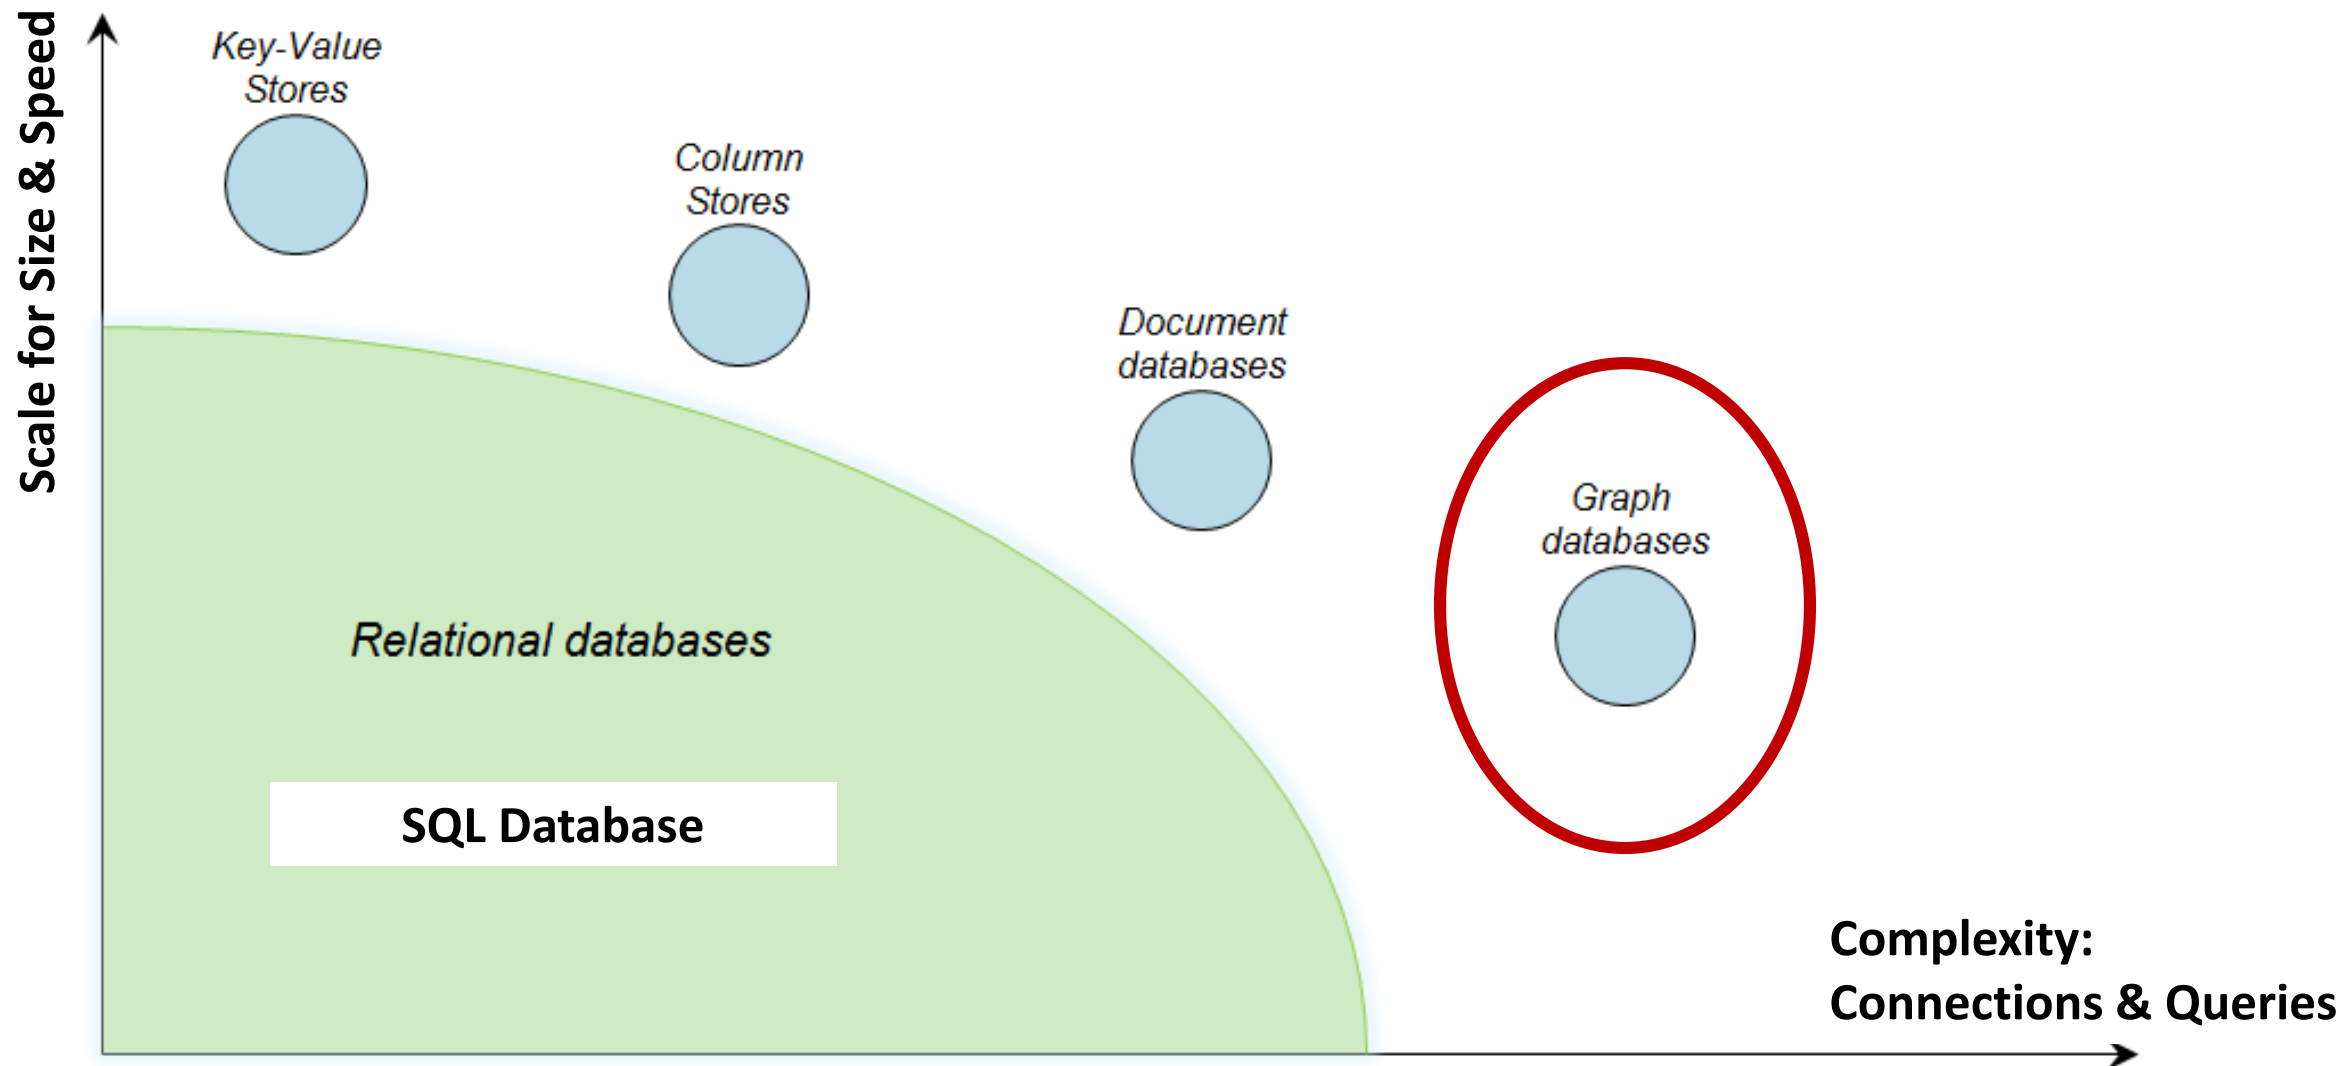 Scale for Size & Speed
Key-Value
Stores
Column
Stores
Document
databases
Graph
databases
Relational databases
SQL Database
Complexity:
Connections & Queries